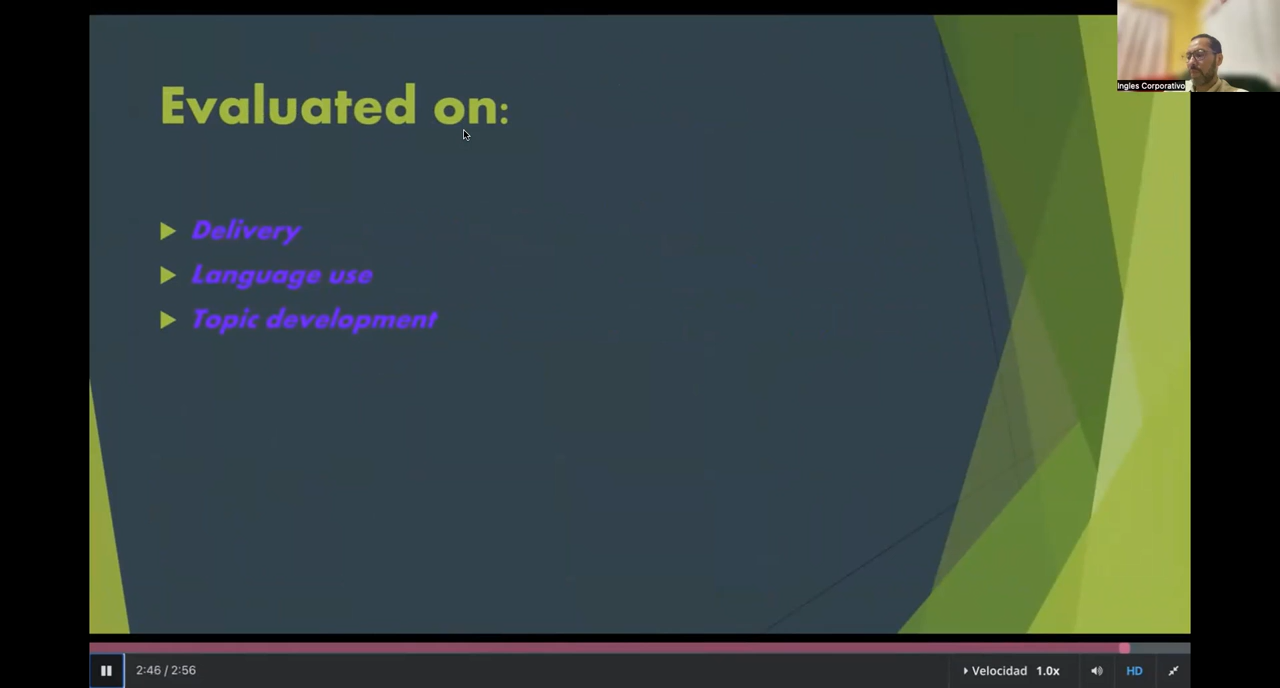 Evaluated on:
Delivery
Language use
Topic development
Ingles Corporativo
2:46 / 2:56
Velocidad 1.0x
HD